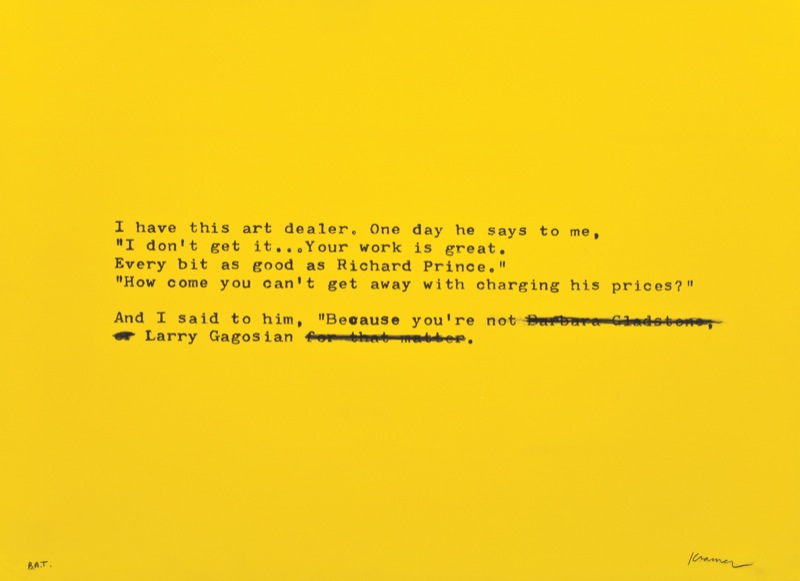 I have this art dealer. One day he says to me,
"I don't get it...Your work is great.
Every bit as good as Richard Prince."
"How come you can't get away with charging his prices?"
And I said to him, "Because you're not Barbara Gladstone,
or Larry Gagosian for that matter.
B.A.T.
Kramer